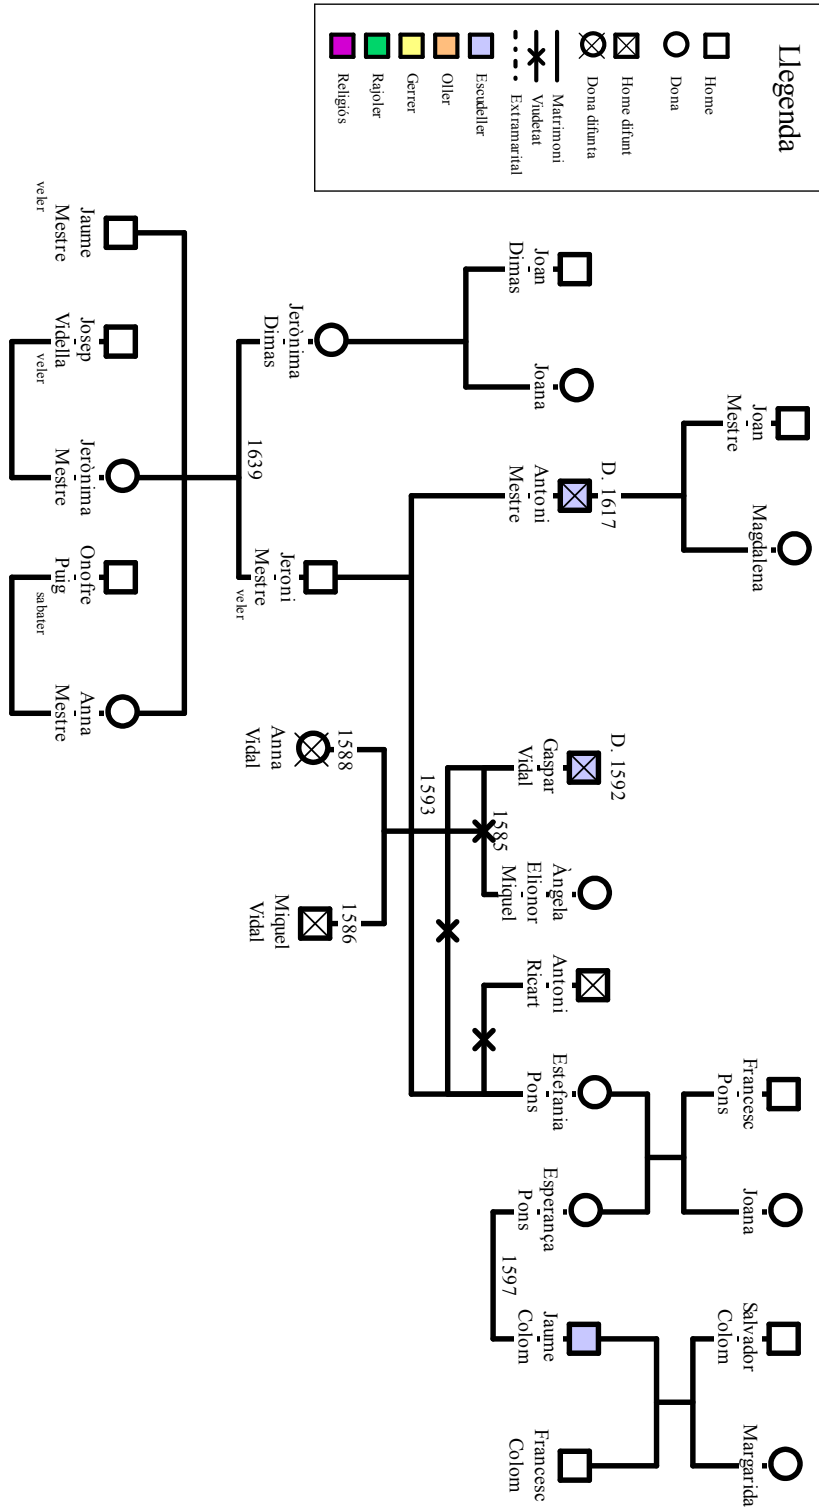 Llegenda
Home
Dona
Home difunt
Dona difunta
Matrimoni
Viudetat
Extramarital
Escudeller
Oller
Gerrer
Rajoler
Religiós
Joan
Mestre
Magdalena
Francesc
Pons
Joana
Salvador
Colom
Margarida
Joan
Dimas
Joana
D. 1617
Antoni
Mestre
D. 1592
Gaspar
Vidal
1585
Àngela
Elionor
Miquel
Antoni
Ricart
Estefania
Pons
Esperança
Pons
1597
Jaume
Colom
Francesc
Colom
1593
Jerònima
Dimas
1639
Jeroni
Mestre
veler
1588
Anna
Vidal
1586
Miquel
Vidal
Jaume
Mestre
veler
Josep
Vidella
veler
Jerònima
Mestre
Onofre
Puig
sabater
Anna
Mestre